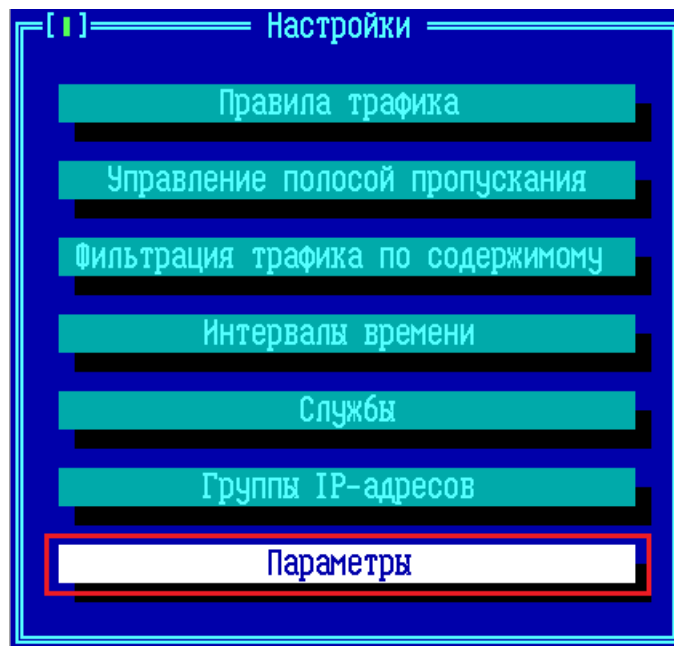 Настройки
Правила трафика
Управление полосой пропускания
Фильтрация трафика по содержимому
Интервалы времени
Службы
Группы IP-адресов
Параметры